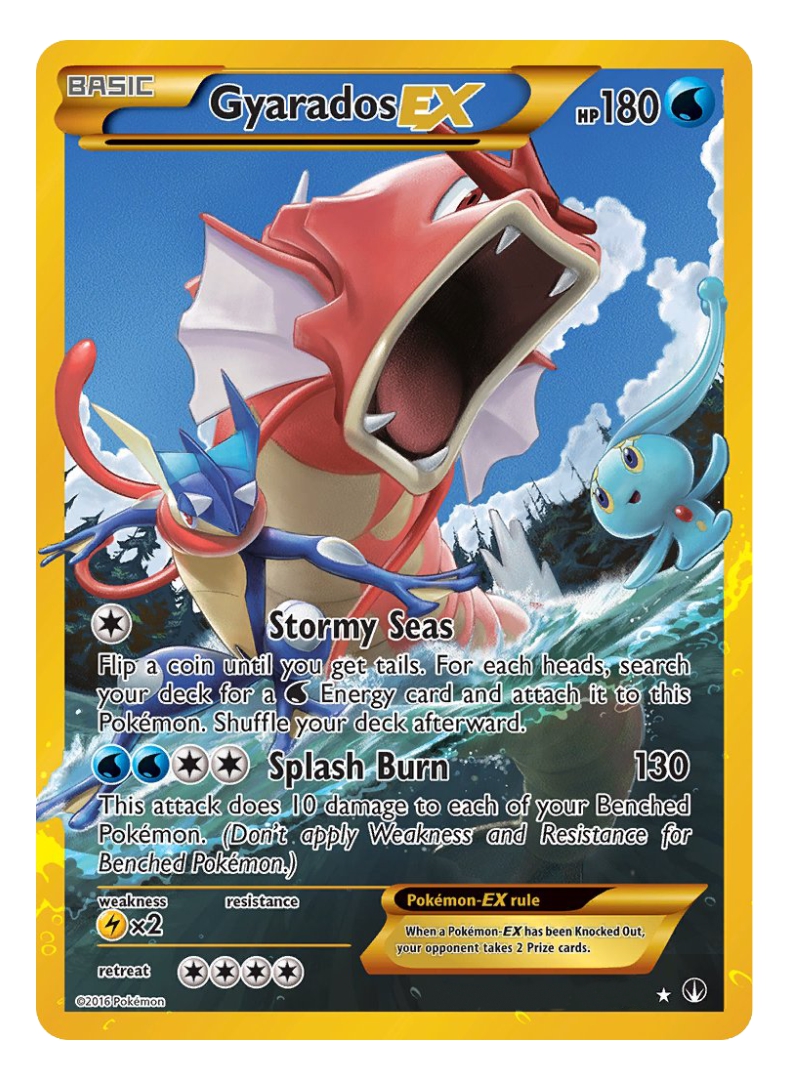 BASIC
Gyarados EX
HP 180
Stormy Seas
Flip a coin until you get tails. For each heads, search
your deck for a Energy card and attach it to this
Pokémon. Shuffle your deck afterward.
Splash Burn 130
This attack does 10 damage to each of your Benched
Pokémon. (Don't apply Weakness and Resistance for
Benched Pokémon.)
weakness resistance
×2
Pokémon-EX rule
When a Pokémon-EX has been Knocked Out,
your opponent takes 2 Prize cards.
retreat
©2016 Pokémon